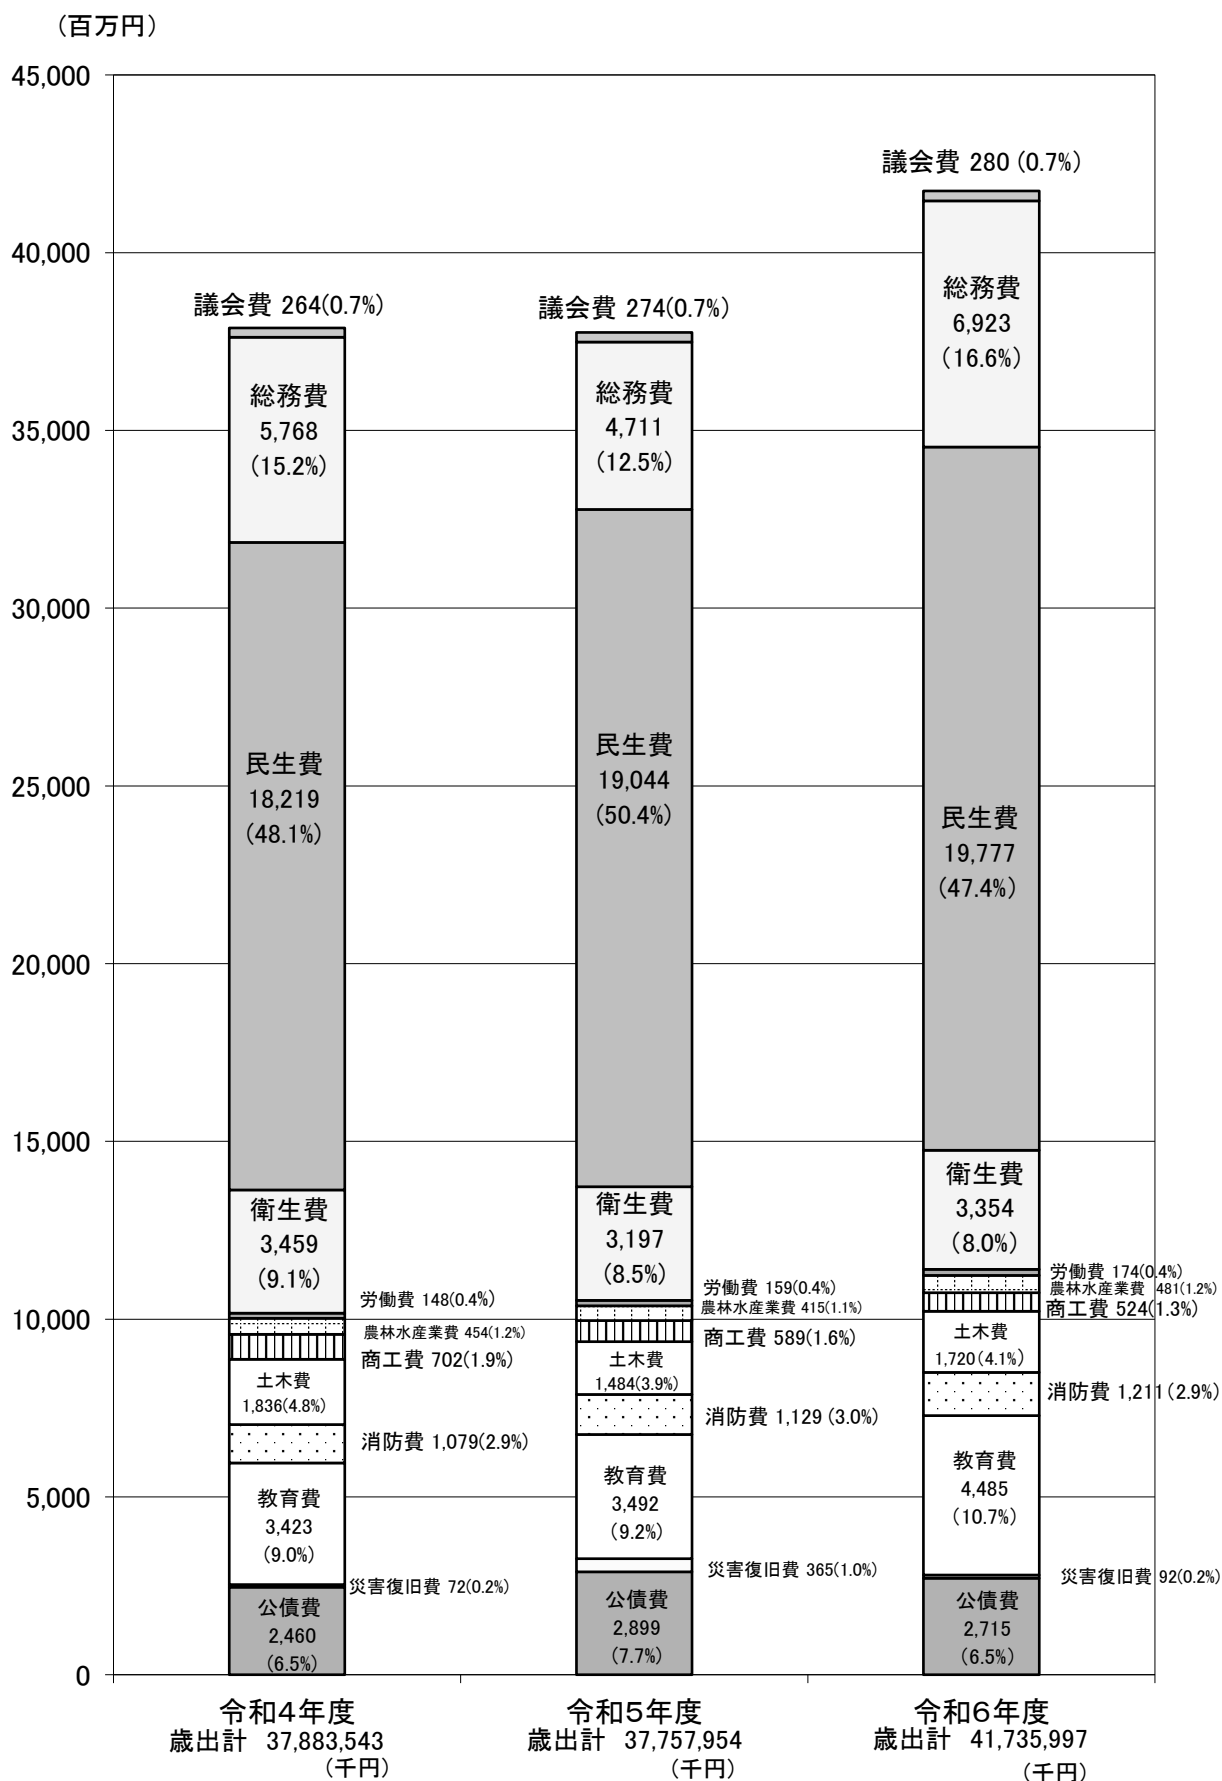 （百万円）
45,000
40,000
35,000
30,000
25,000
20,000
15,000
10,000
5,000
0
議会費 264(0.7%)
総務費
5,768
(15.2%)
民生費
18,219
(48.1%)
衛生費
3,459
(9.1%)
労働費 148(0.4%)
農林水産業費 454(1.2%)
商工費 702(1.9%)
土木費
1,836(4.8%)
消防費 1,079(2.9%)
教育費
3,423
(9.0%)
災害復旧費 72(0.2%)
公債費
2,460
(6.5%)
令和４年度
歳出計 37,883,543
（千円）
議会費 274(0.7%)
総務費
4,711
(12.5%)
民生費
19,044
(50.4%)
衛生費
3,197
(8.5%)
労働費 159(0.4%)
農林水産業費 415(1.1%)
商工費 589(1.6%)
土木費
1,484(3.9%)
消防費 1,129 (3.0%)
教育費
3,492
(9.2%)
災害復旧費 365(1.0%)
公債費
2,899
(7.7%)
令和５年度
歳出計 37,757,954
（千円）
議会費 280 (0.7%)
総務費
6,923
(16.6%)
民生費
19,777
(47.4%)
衛生費
3,354
(8.0%)
労働費 174(0.4%)
農林水産業費 481(1.2%)
商工費 524(1.3%)
土木費
1,720(4.1%)
消防費 1,211(2.9%)
教育費
4,485
(10.7%)
災害復旧費 92(0.2%)
公債費
2,715
(6.5%)
令和６年度
歳出計 41,735,997
（千円）